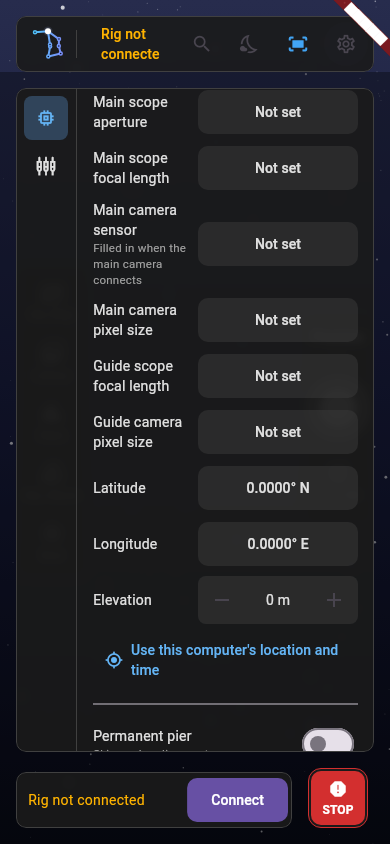 Rig not
connecte
Main scope
aperture
Not set
Main scope
focal length
Not set
Main camera
sensor
Filled in when the
main camera
connects
Not set
Main camera
pixel size
Not set
Guide scope
focal length
Not set
Guide camera
pixel size
Not set
Latitude
0.0000° N
Longitude
0.0000° E
Elevation
0 m
Use this computer's location and
time
Permanent pier
Rig not connected
Connect
STOP